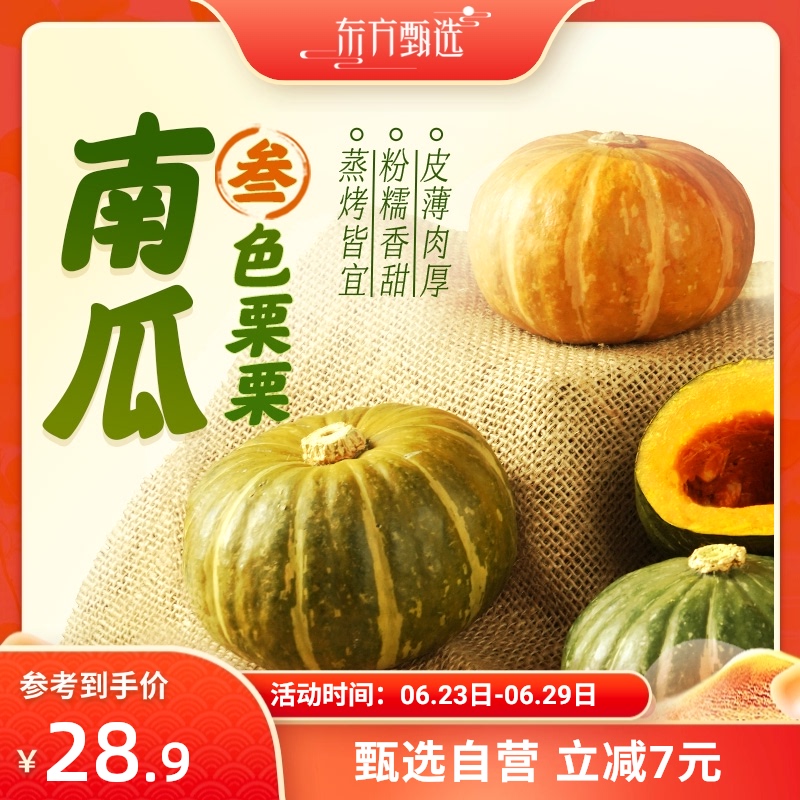 东方甄选
叁色栗栗
南瓜
皮薄肉厚
粉糯香甜
蒸烤皆宜
参考到手价
¥28.9
活动时间：06.23日-06.29日
甄选自营 立减7元